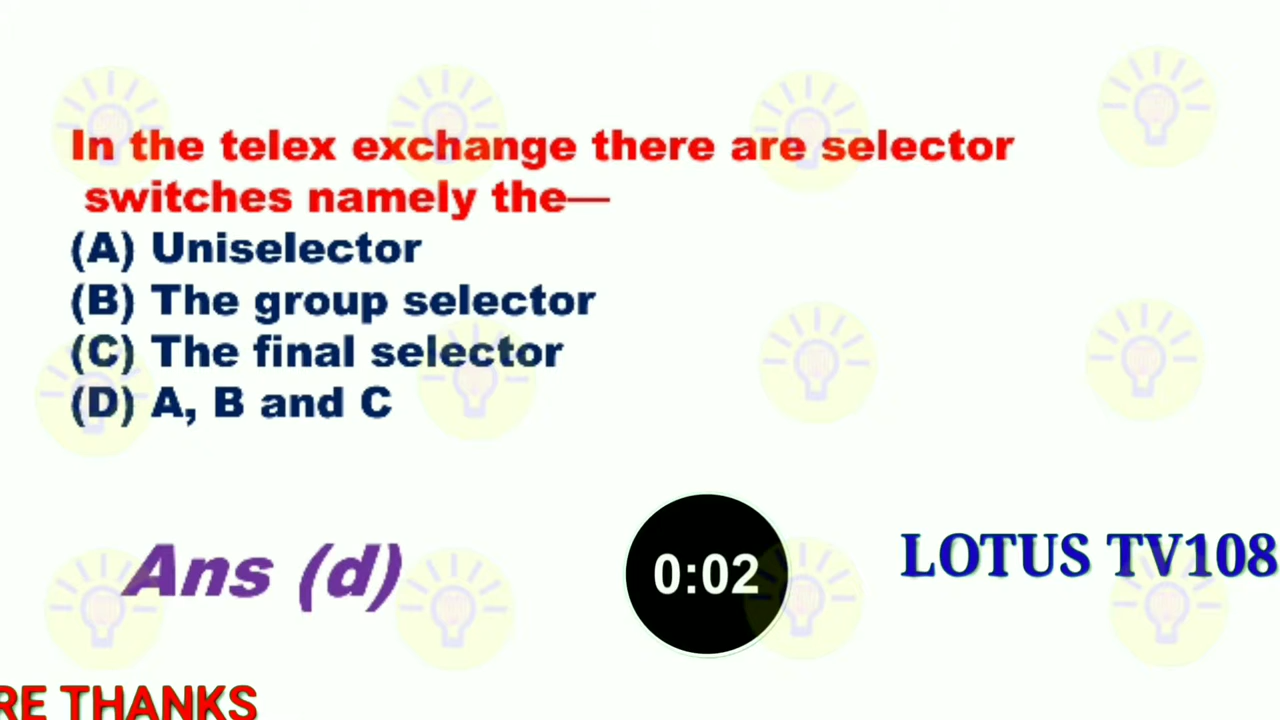 In the telex exchange there are selector
switches namely the—
(A) Uniselector
(B) The group selector
(C) The final selector
(D) A, B and C
Ans (d)
0:02
LOTUS TV108
RE THANKS